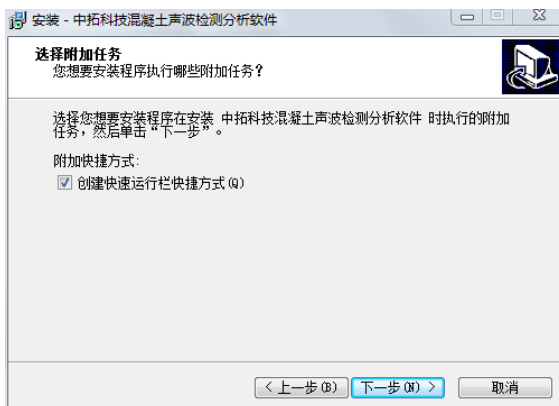 安装 - 中拓科技混凝土声波检测分析软件
选择附加任务
您想要安装程序执行哪些附加任务？
选择您想要安装程序在安装 中拓科技混凝土声波检测分析软件 时执行的附加
任务，然后单击“下一步”。
附加快捷方式:
创建快速运行栏快捷方式(Q)
< 上一步(B) 下一步(N) > 取消